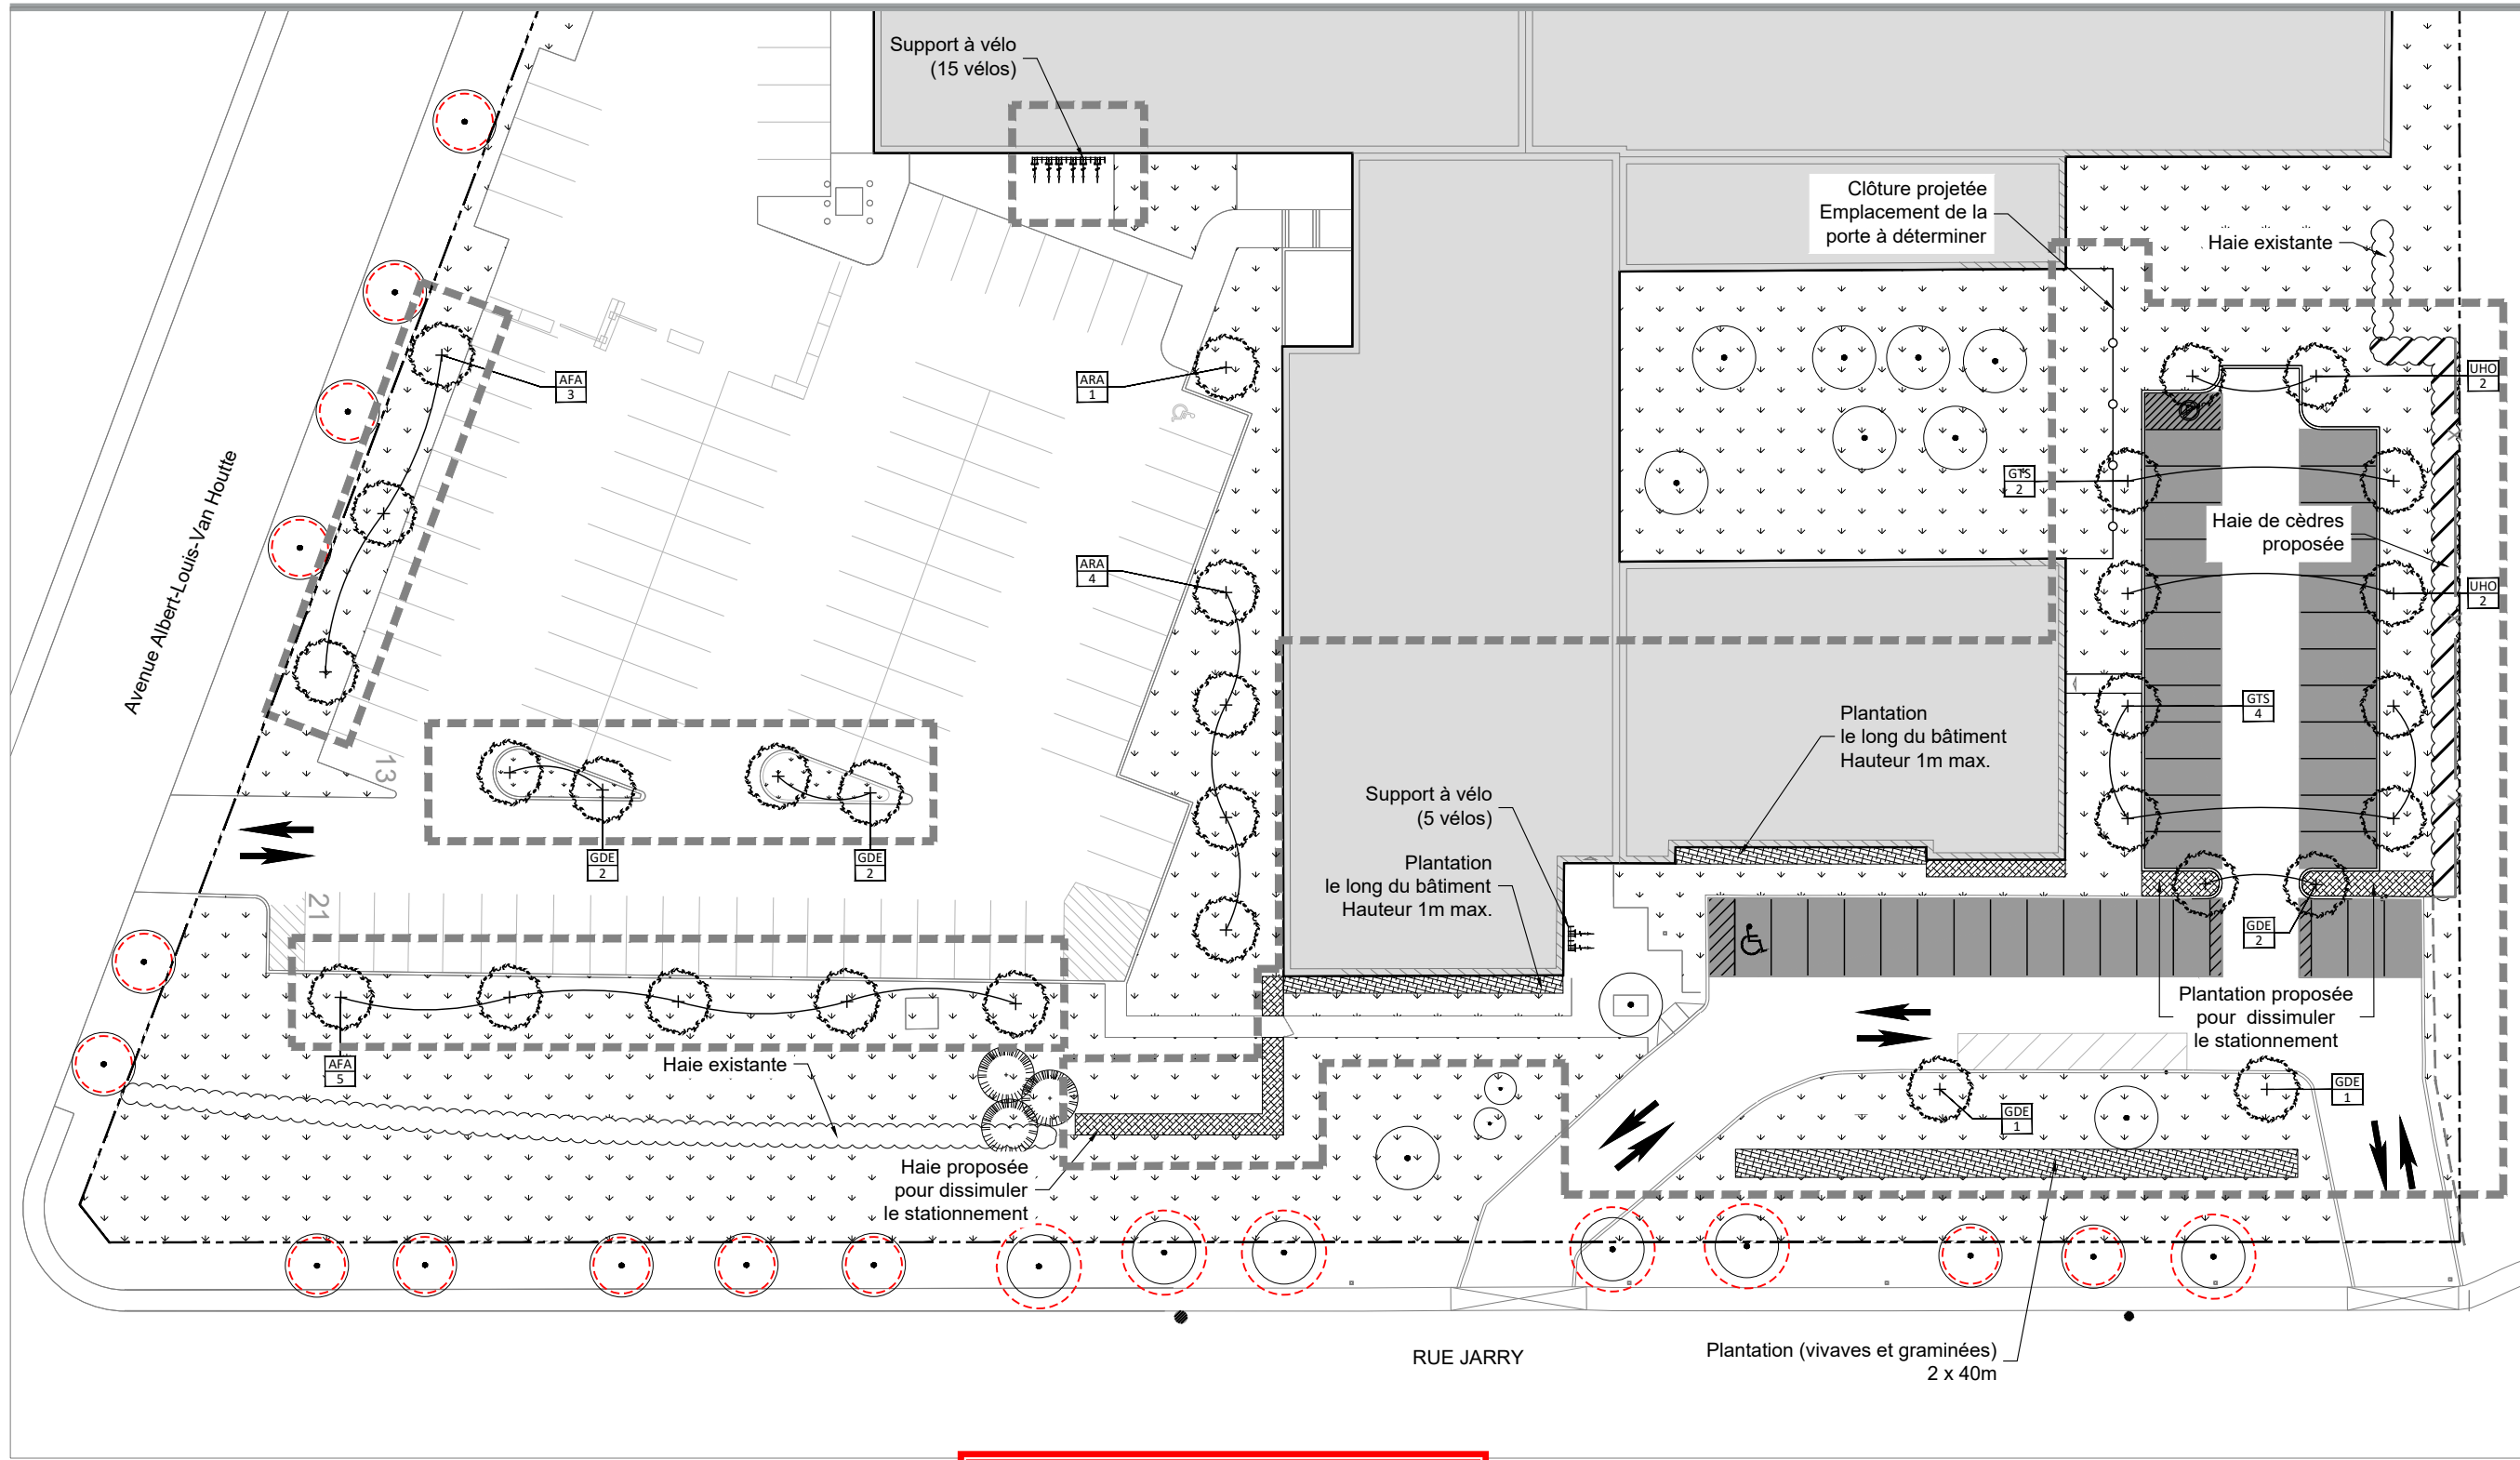 Support à vélo
(15 vélos)
Clôture projetée
Emplacement de la
porte à déterminer
Haie existante
AFA
3
ARA
1
UHO
2
GTS
2
Haie de cèdres
proposée
ARA
4
UHO
2
Avenue Albert-Louis-Van Houtte
GTS
4
Plantation
le long du bâtiment
Hauteur 1m max.
13
Support à vélo
(5 vélos)
GDE
2
GDE
2
Plantation
le long du bâtiment
Hauteur 1m max.
21
GDE
2
Plantation proposée
pour dissimuler
le stationnement
AFA
5
Haie existante
GDE
1
GDE
1
Haie proposée
pour dissimuler
le stationnement
RUE JARRY
Plantation (vivaves et graminées)
2 x 40m